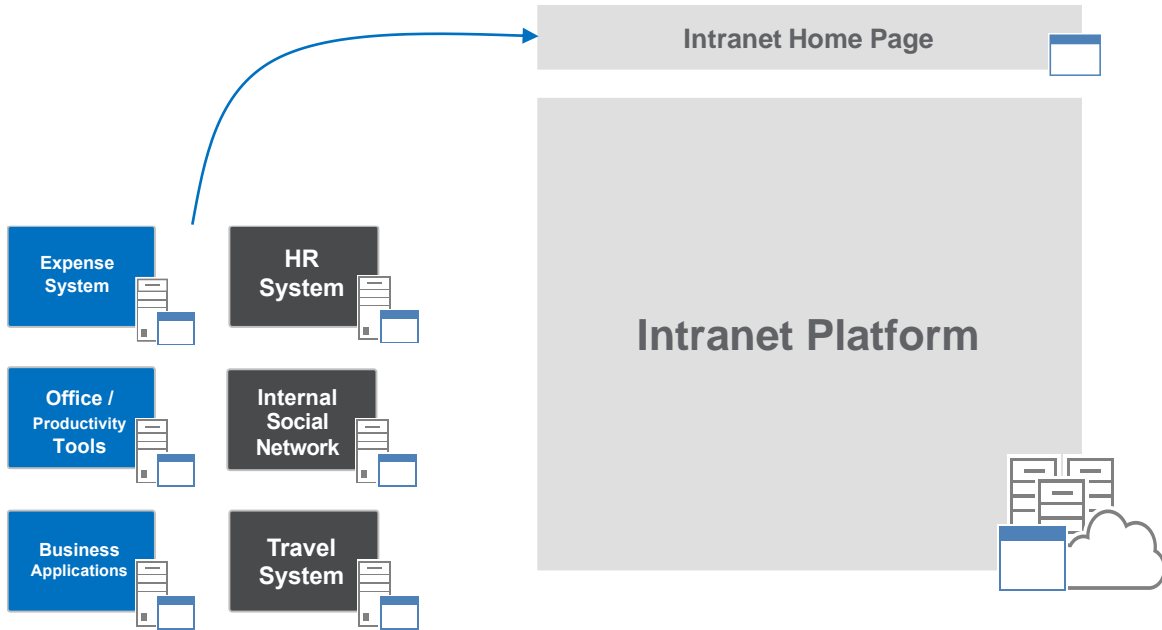 Intranet Home Page
Expense
System
HR
System
Intranet Platform
Office /
Productivity
Tools
Internal
Social
Network
Business
Applications
Travel
System